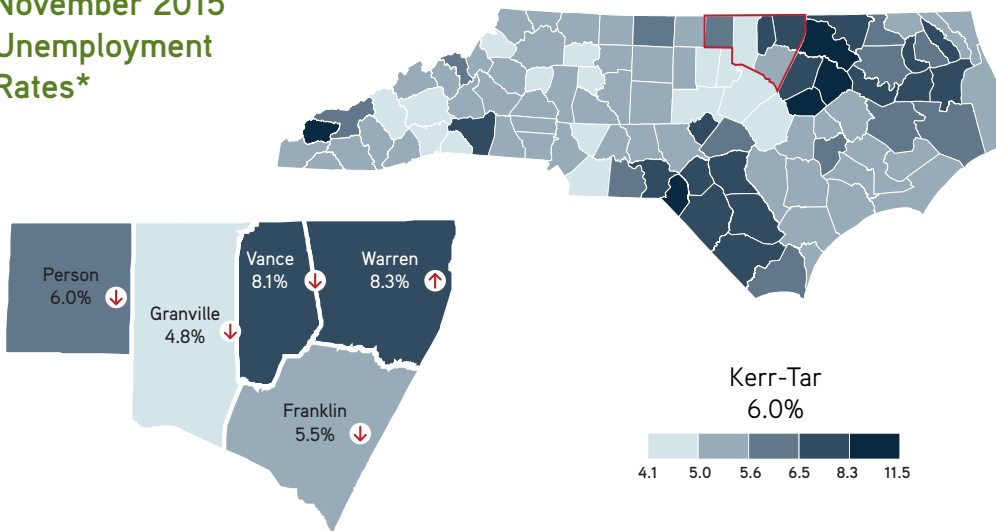 November 2015
Unemployment
Rates*
Person
6.0%
Granville
4.8%
Vance
8.1%
Warren
8.3%
Franklin
5.5%
Kerr-Tar
6.0%
4.1 5.0 5.6 6.5 8.3 11.5